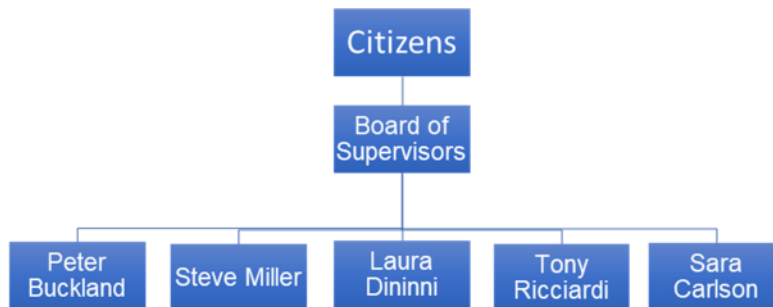 Citizens
Board of
Supervisors
Peter
Buckland
Steve Miller
Laura
Dininni
Tony
Ricciardi
Sara
Carlson